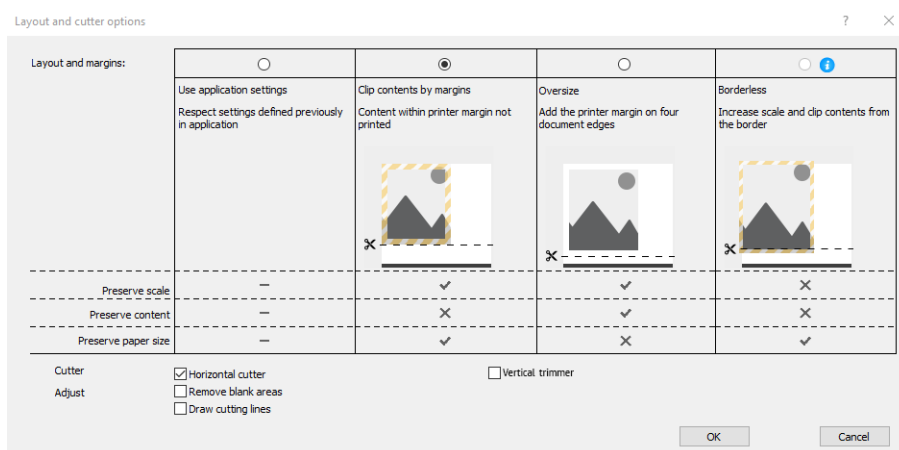 Layout and cutter options
Layout and margins:
Use application settings
Respect settings defined previously
in application
Clip contents by margins
Content within printer margin not
printed
Oversize
Add the printer margin on four
document edges
Borderless
Increase scale and clip contents from
the border
Preserve scale
Preserve content
Preserve paper size
Cutter
Horizontal cutter
Vertical trimmer
Adjust
Remove blank areas
Draw cutting lines
OK
Cancel